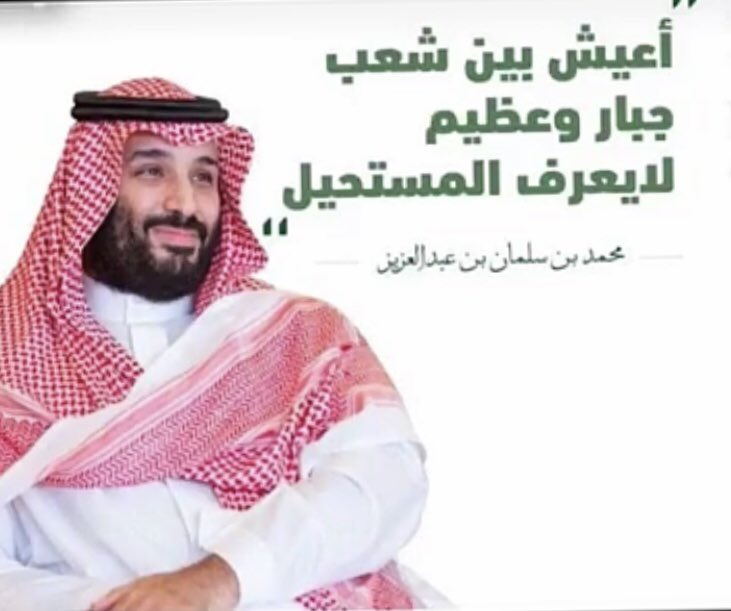 "أعيش بين شعب
جبار وعظيم
لايعرف المستحيل"
محمد بن سلمان بن عبدالعزيز